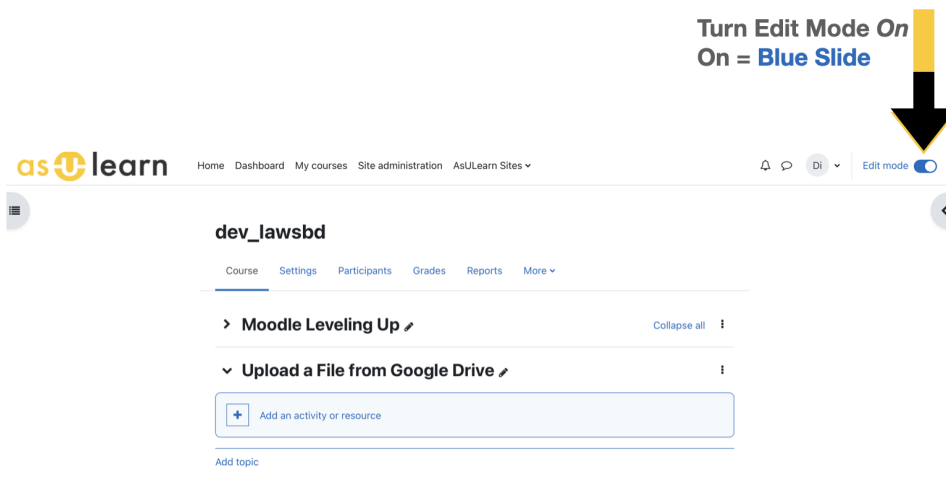 Turn Edit Mode On
On = Blue Slide
asUlearn Home Dashboard My courses Site administration AsULearn Sites Di Edit mode
dev_lawsbd
Course Settings Participants Grades Reports More
Moodle Leveling Up Collapse all
Upload a File from Google Drive
Add an activity or resource
Add topic